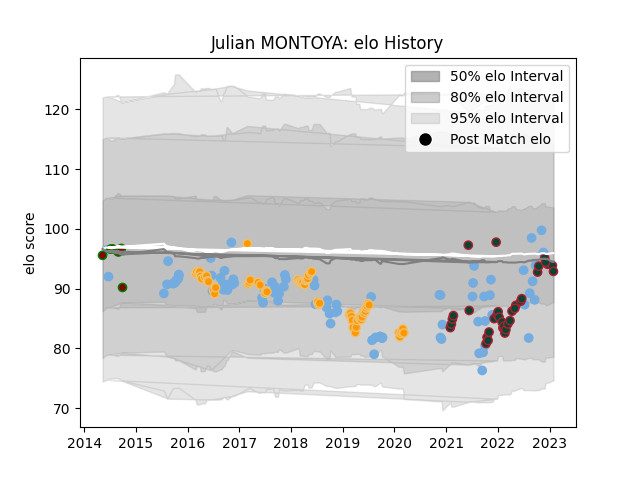 Julian MONTOYA: elo History
50% elo Interval
80% elo Interval
95% elo Interval
Post Match elo
elo score
120
110
100
90
80
70
2014 2015 2016 2017 2018 2019 2020 2021 2022 2023